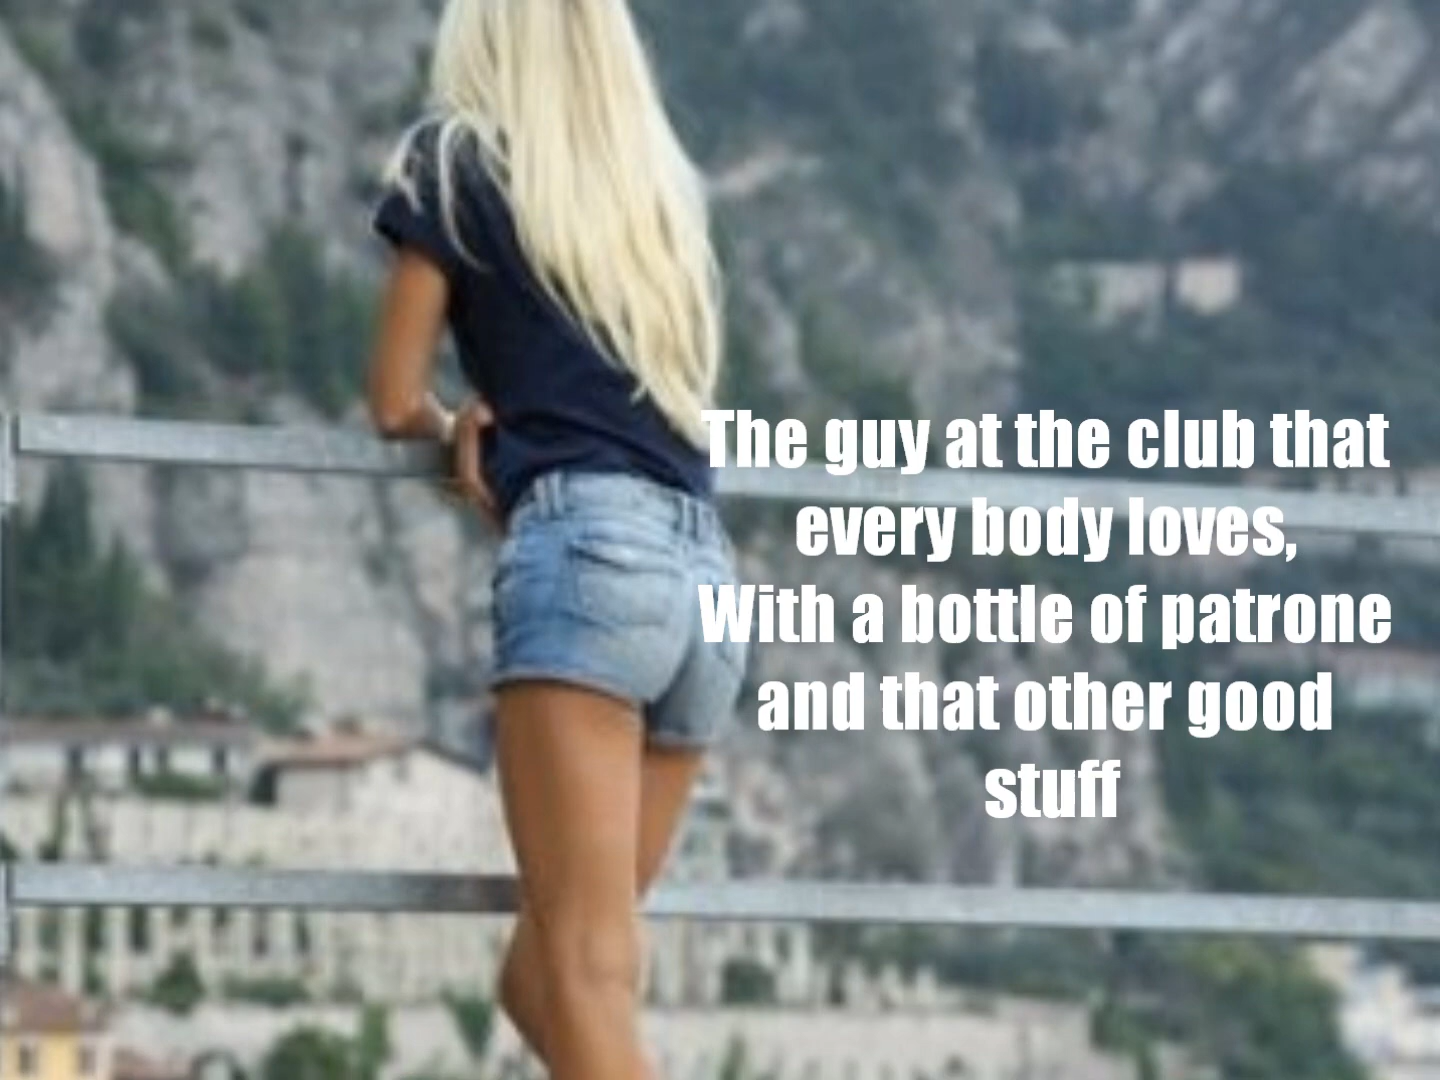 The guy at the club that
every body loves,
With a bottle of patrone
and that other good
stuff